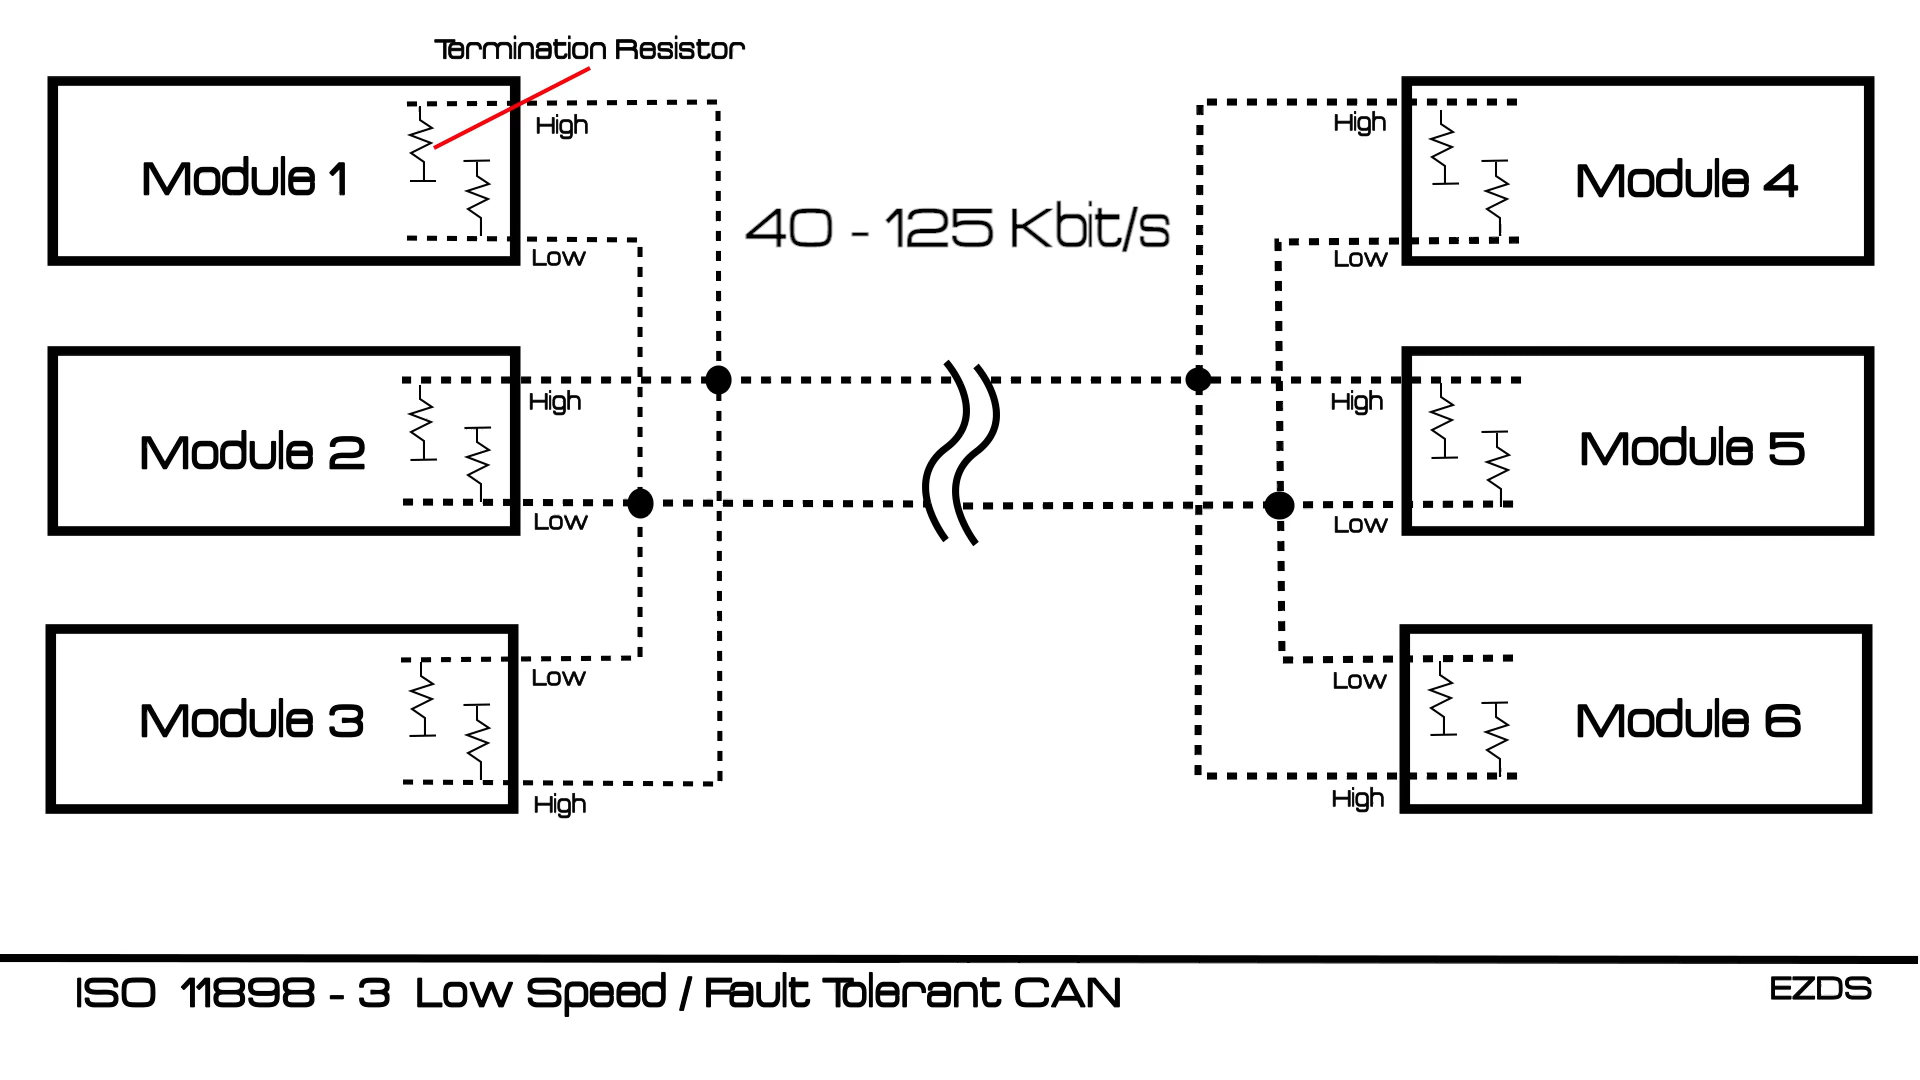 Termination Resistor
Module 1
High
Low
40 - 125 Kbit/s
High
Low
Module 4
Module 2
High
Low
High
Low
Module 5
Module 3
Low
High
Low
High
Module 6
ISO 11898 - 3 Low Speed / Fault Tolerant CAN
EZDS